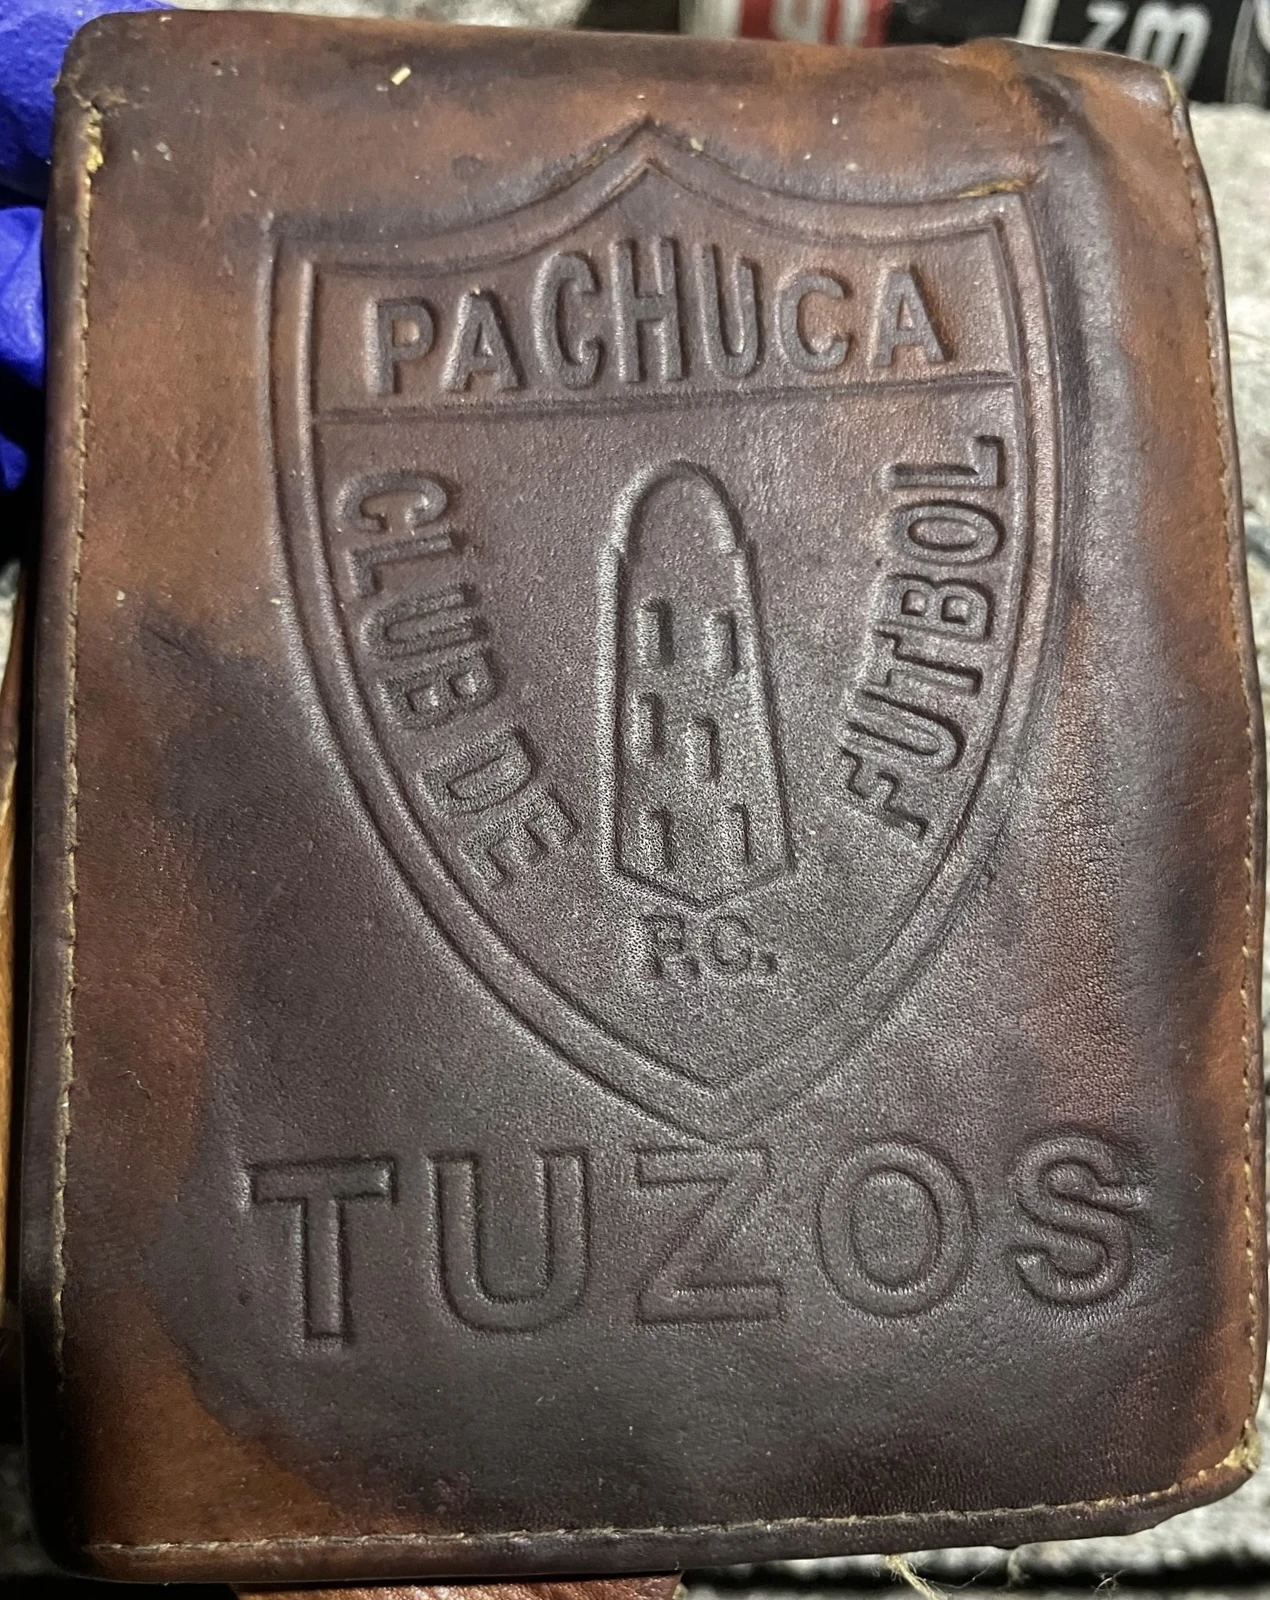 PACHUCA
CLUB DE
FUTBOL
F.C.
TUZOS